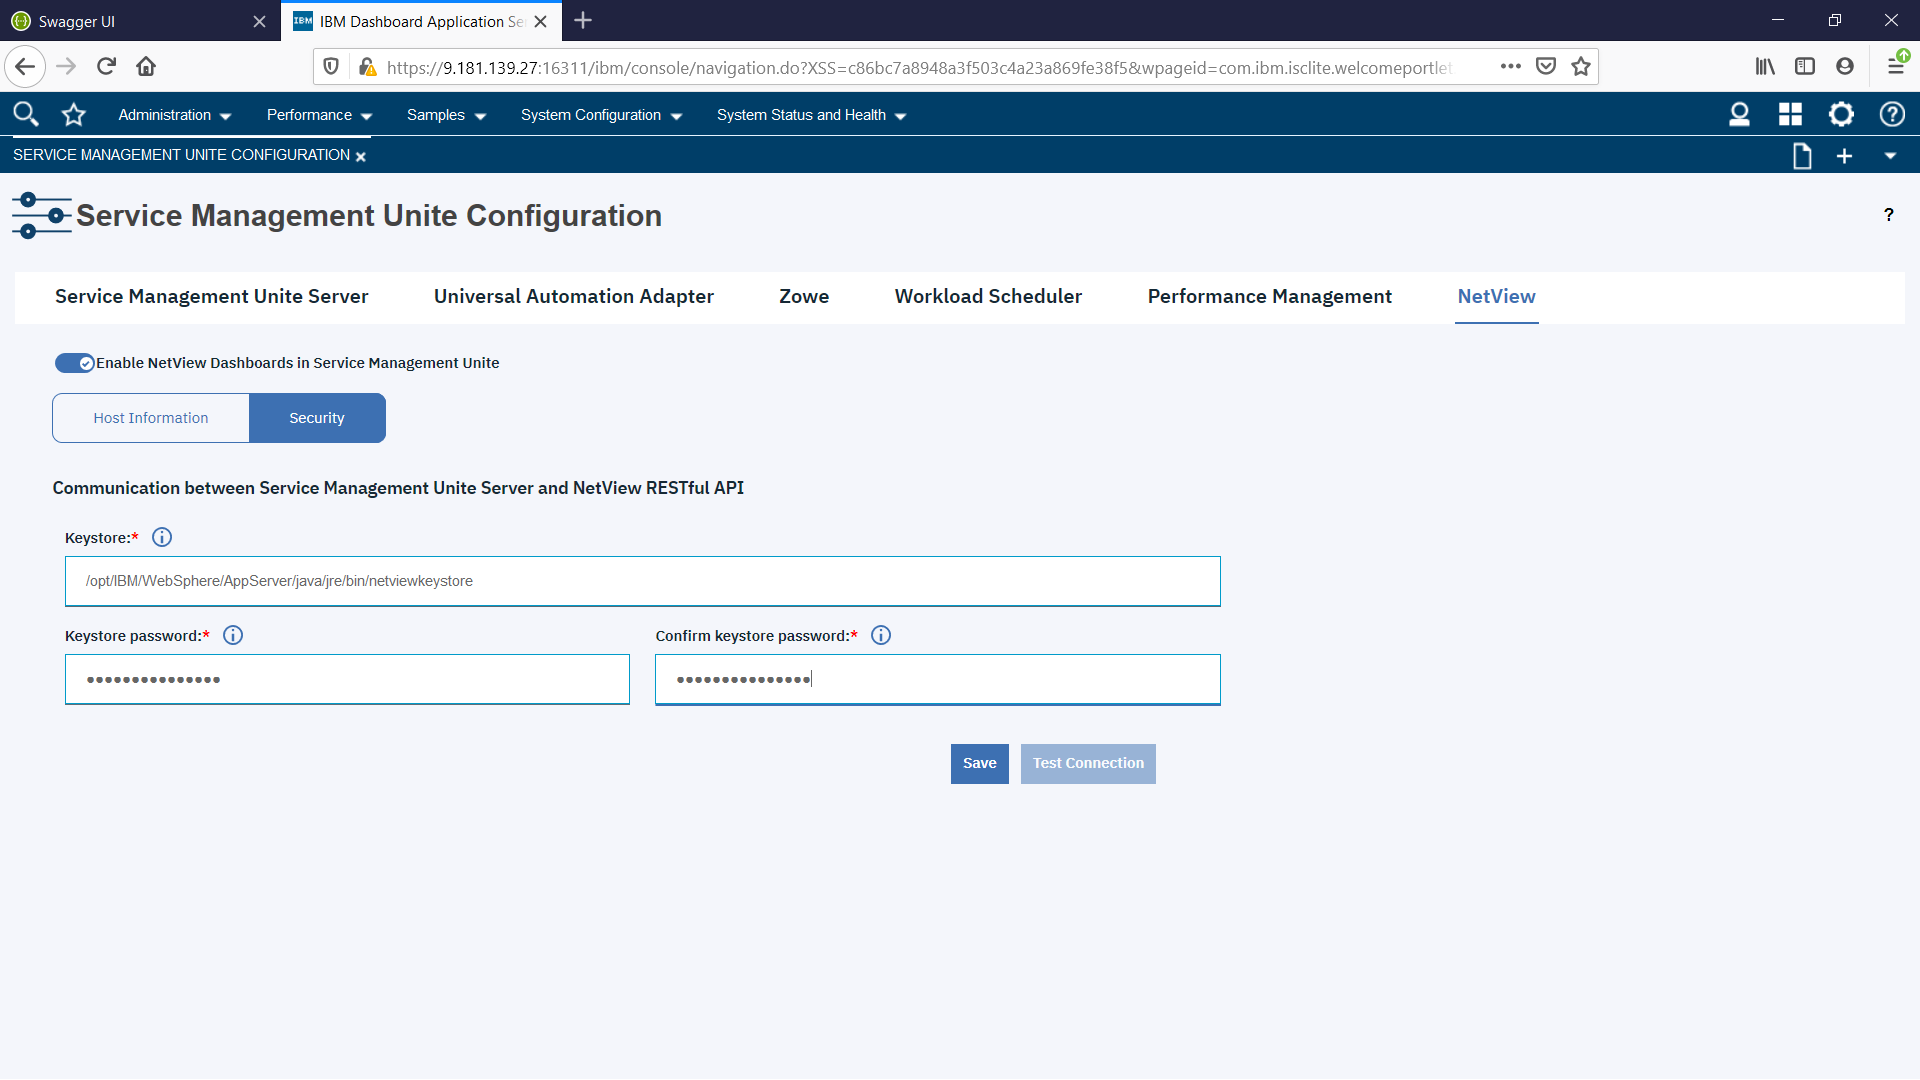 Swagger UI
IBM IBM Dashboard Application Se
https://9.181.139.27:16311/ibm/console/navigation.do?XSS=c86bc7a8948a3f503c4a23a869fe38f5&wpageid=com.ibm.isclite.welcomeportlet
Administration Performance Samples System Configuration System Status and Health
SERVICE MANAGEMENT UNITE CONFIGURATION
Service Management Unite Configuration ?
Service Management Unite Server Universal Automation Adapter Zowe Workload Scheduler Performance Management NetView
Enable NetView Dashboards in Service Management Unite
Host Information Security
Communication between Service Management Unite Server and NetView RESTful API
Keystore:*
/opt/IBM/WebSphere/AppServer/java/jre/bin/netviewkeystore
Keystore password:* Confirm keystore password:*
Save Test Connection